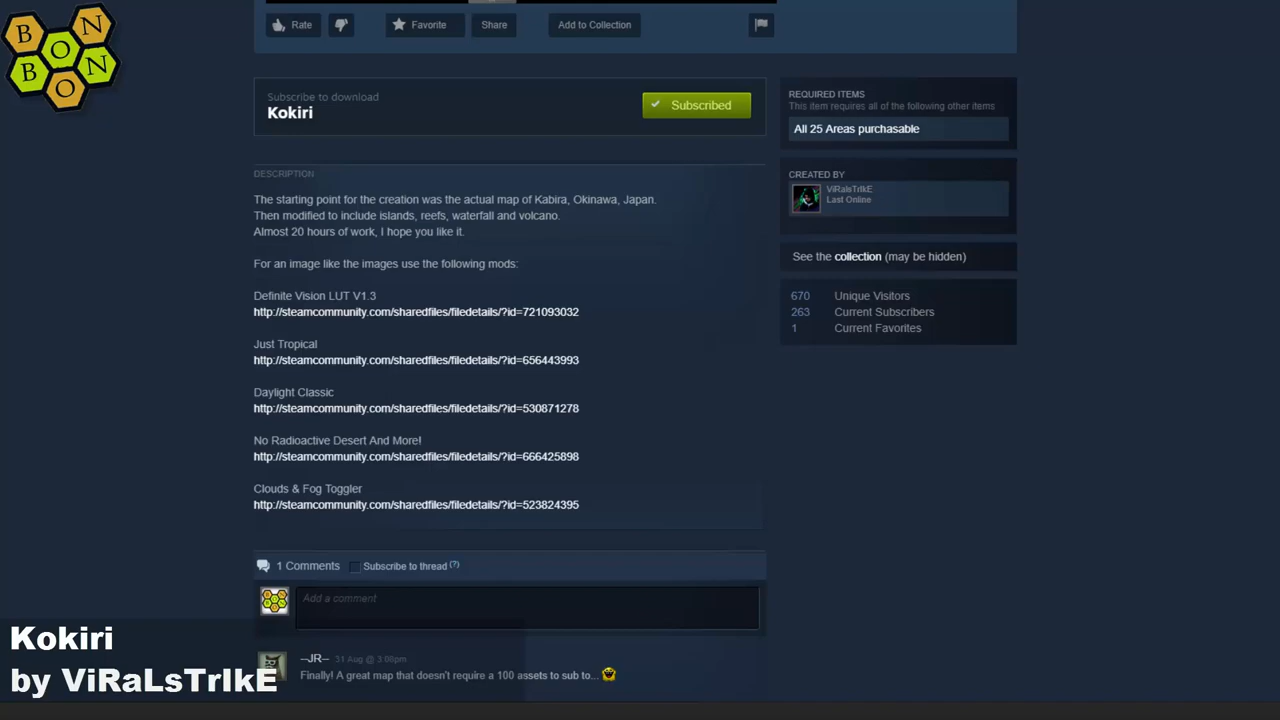 B O N
B O N
Rate
Favorite
Share
Add to Collection
Subscribe to download
Kokiri
Subscribed
DESCRIPTION
The starting point for the creation was the actual map of Kabira, Okinawa, Japan.
Then modified to include islands, reefs, waterfall and volcano.
Almost 20 hours of work, I hope you like it.
For an image like the images use the following mods:
Definite Vision LUT V1.3
http://steamcommunity.com/sharedfiles/filedetails/?id=721093032
Just Tropical
http://steamcommunity.com/sharedfiles/filedetails/?id=656443993
Daylight Classic
http://steamcommunity.com/sharedfiles/filedetails/?id=530871278
No Radioactive Desert And More!
http://steamcommunity.com/sharedfiles/filedetails/?id=666425898
Clouds & Fog Toggler
http://steamcommunity.com/sharedfiles/filedetails/?id=523824395
1 Comments Subscribe to thread (?)
Add a comment
--JR-- 31 Aug @ 3:06pm
Finally! A great map that doesn't require a 100 assets to sub to...
REQUIRED ITEMS
This item requires all of the following other items
All 25 Areas purchasable
CREATED BY
ViRaLsTrIkE
Last Online
See the collection (may be hidden)
670 Unique Visitors
263 Current Subscribers
1 Current Favorites
Kokiri
by ViRaLsTrIkE